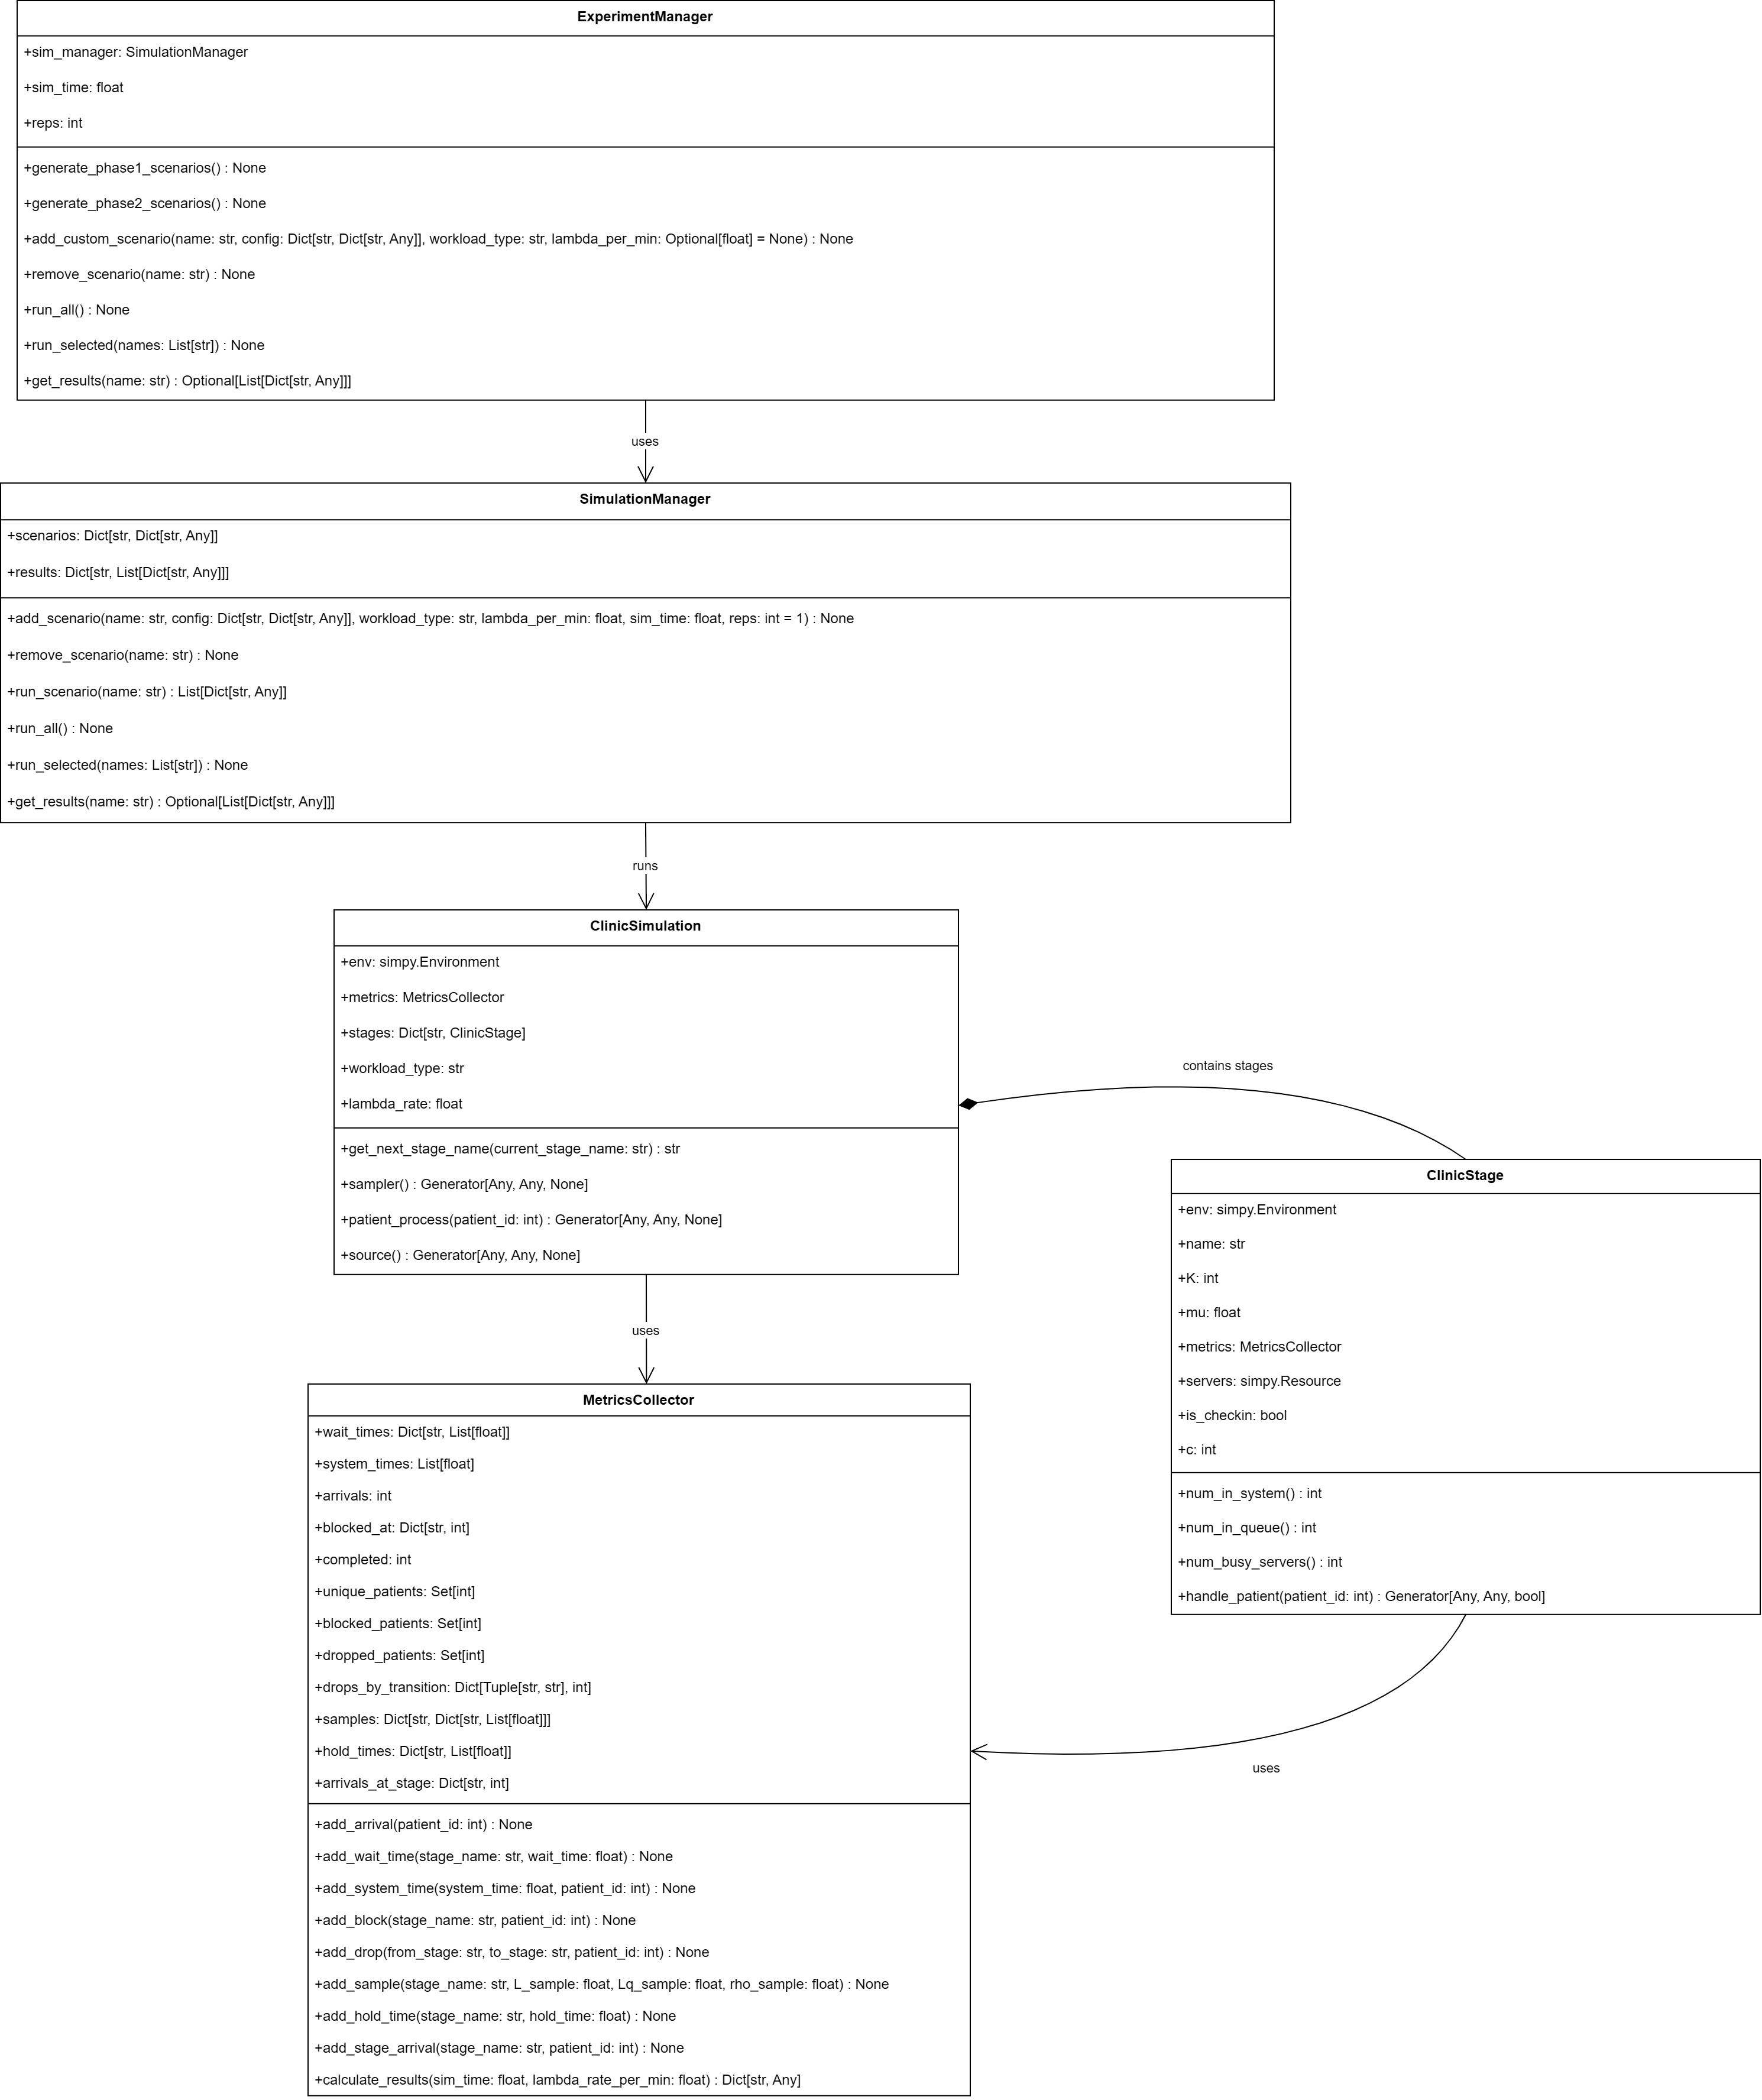 ExperimentManager
+sim_manager: SimulationManager
+sim_time: float
+reps: int
+generate_phase1_scenarios() : None
+generate_phase2_scenarios() : None
+add_custom_scenario(name: str, config: Dict[str, Dict[str, Any]], workload_type: str, lambda_per_min: Optional[float] = None) : None
+remove_scenario(name: str) : None
+run_all() : None
+run_selected(names: List[str]) : None
+get_results(name: str) : Optional[List[Dict[str, Any]]]
uses
SimulationManager
+scenarios: Dict[str, Dict[str, Any]]
+results: Dict[str, List[Dict[str, Any]]]
+add_scenario(name: str, config: Dict[str, Dict[str, Any]], workload_type: str, lambda_per_min: float, sim_time: float, reps: int = 1) : None
+remove_scenario(name: str) : None
+run_scenario(name: str) : List[Dict[str, Any]]
+run_all() : None
+run_selected(names: List[str]) : None
+get_results(name: str) : Optional[List[Dict[str, Any]]]
runs
ClinicSimulation
+env: simpy.Environment
+metrics: MetricsCollector
+stages: Dict[str, ClinicStage]
+workload_type: str
+lambda_rate: float
+get_next_stage_name(current_stage_name: str) : str
+sampler() : Generator[Any, Any, None]
+patient_process(patient_id: int) : Generator[Any, Any, None]
+source() : Generator[Any, Any, None]
contains stages
ClinicStage
+env: simpy.Environment
+name: str
+K: int
+mu: float
+metrics: MetricsCollector
+servers: simpy.Resource
+is_checkin: bool
+c: int
+num_in_system() : int
+num_in_queue() : int
+num_busy_servers() : int
+handle_patient(patient_id: int) : Generator[Any, Any, bool]
uses
uses
MetricsCollector
+wait_times: Dict[str, List[float]]
+system_times: List[float]
+arrivals: int
+blocked_at: Dict[str, int]
+completed: int
+unique_patients: Set[int]
+blocked_patients: Set[int]
+dropped_patients: Set[int]
+drops_by_transition: Dict[Tuple[str, str], int]
+samples: Dict[str, Dict[str, List[float]]]
+hold_times: Dict[str, List[float]]
+arrivals_at_stage: Dict[str, int]
+add_arrival(patient_id: int) : None
+add_wait_time(stage_name: str, wait_time: float) : None
+add_system_time(system_time: float, patient_id: int) : None
+add_block(stage_name: str, patient_id: int) : None
+add_drop(from_stage: str, to_stage: str, patient_id: int) : None
+add_sample(stage_name: str, L_sample: float, Lq_sample: float, rho_sample: float) : None
+add_hold_time(stage_name: str, hold_time: float) : None
+add_stage_arrival(stage_name: str, patient_id: int) : None
+calculate_results(sim_time: float, lambda_rate_per_min: float) : Dict[str, Any]